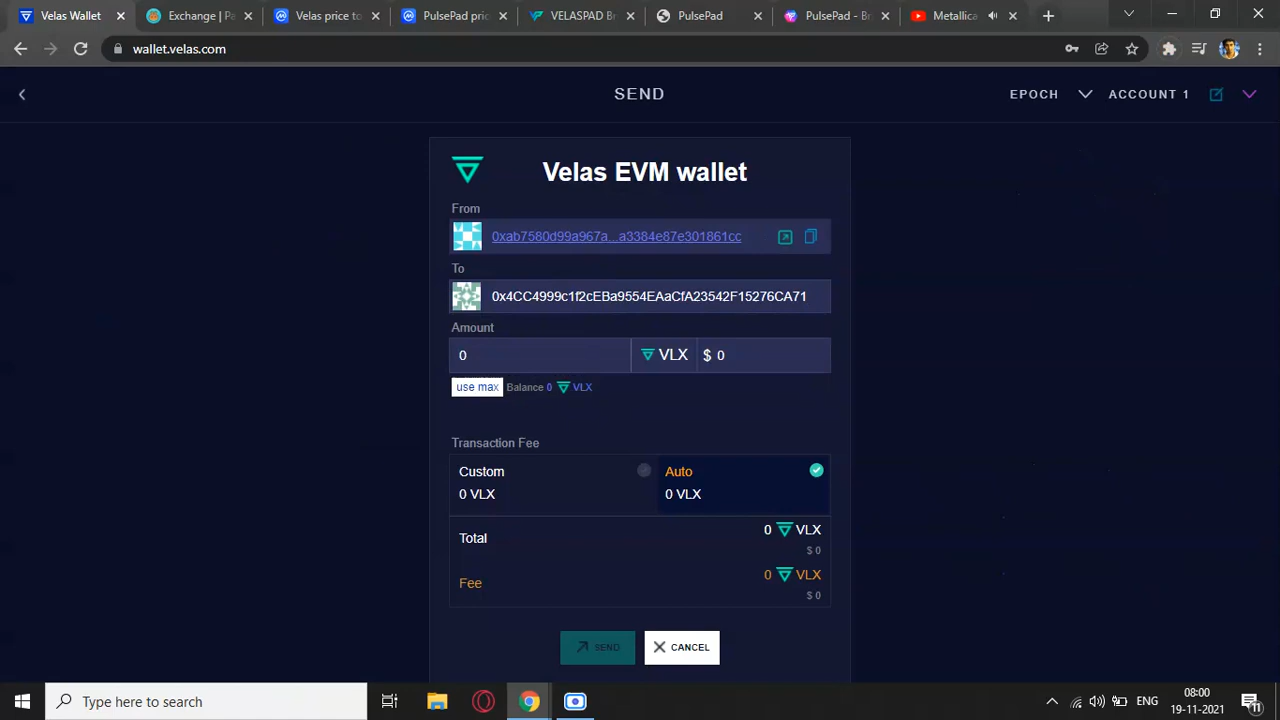 Velas Wallet
Exchange | Pa
Velas price to
PulsePad pric
VELASPAD Br
PulsePad
PulsePad - Br
Metallica
wallet.velas.com
SEND
EPOCH
ACCOUNT 1
Velas EVM wallet
From
0xab7580d99a967a...a3384e87e301861cc
To
0x4CC4999c1f2cEBa9554EAaCfA23542F15276CA71
Amount
0
VLX
$ 0
use max
Balance 0 VLX
Transaction Fee
Custom
0 VLX
Auto
0 VLX
Total
0 VLX
$ 0
Fee
0 VLX
$ 0
SEND
CANCEL
Type here to search
ENG
08:00
19-11-2021
11